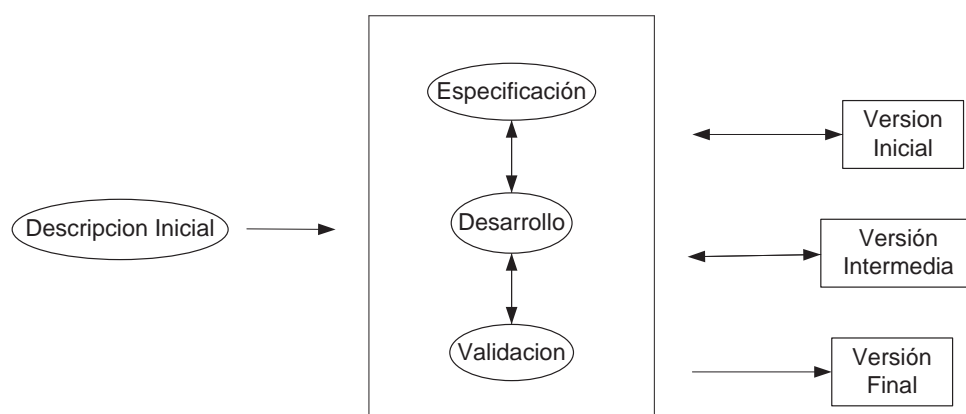 Especificación
Version
Inicial
Descripcion Inicial
Desarrollo
Versión
Intermedia
Validacion
Versión
Final